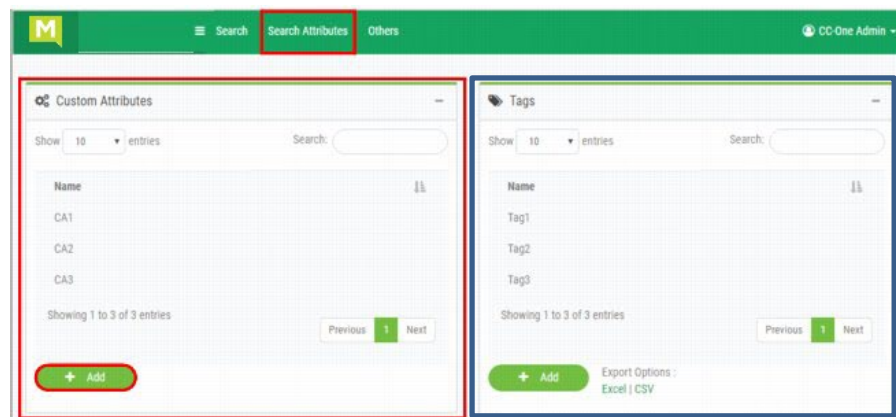 M
Search Search Attributes Others CC-One Admin
Custom Attributes
Show 10 entries Search:
Name
CA1
CA2
CA3
Showing 1 to 3 of 3 entries
Previous 1 Next
+ Add
Tags
Show 10 entries Search:
Name
Tag1
Tag2
Tag3
Showing 1 to 3 of 3 entries
Previous 1 Next
+ Add Export Options :
Excel | CSV